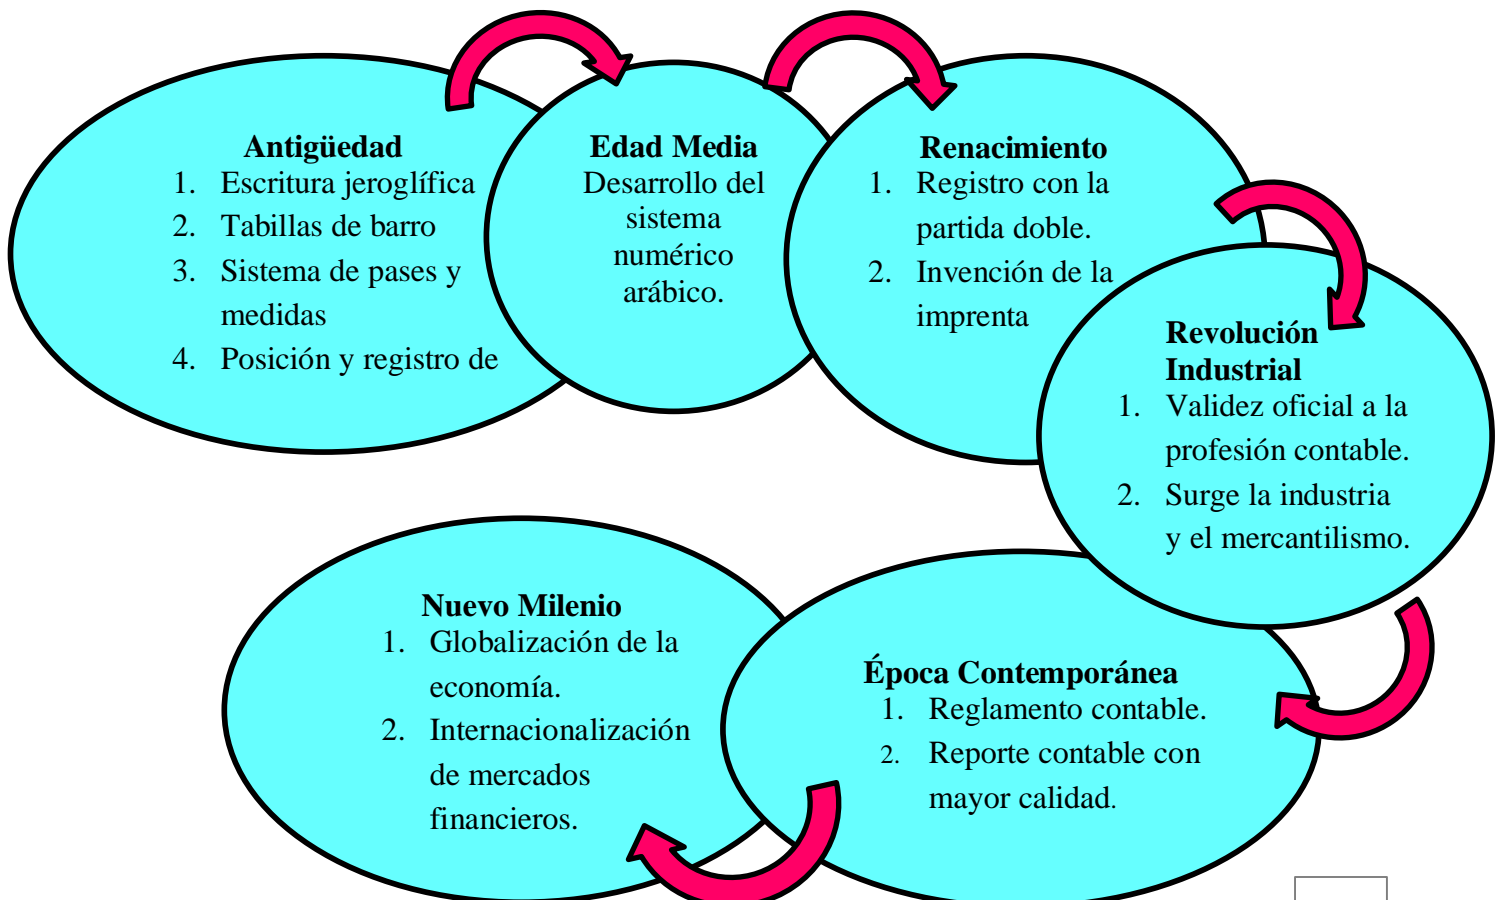 Antigüedad
1. Escritura jeroglífica
2. Tabillas de barro
3. Sistema de pases y
medidas
4. Posición y registro de
Edad Media
Desarrollo del
sistema
numérico
arábico.
Renacimiento
1. Registro con la
partida doble.
2. Invención de la
imprenta
Revolución
Industrial
1. Validez oficial a la
profesión contable.
2. Surge la industria
y el mercantilismo.
Época Contemporánea
1. Reglamento contable.
2. Reporte contable con
mayor calidad.
Nuevo Milenio
1. Globalización de la
economía.
2. Internacionalización
de mercados
financieros.